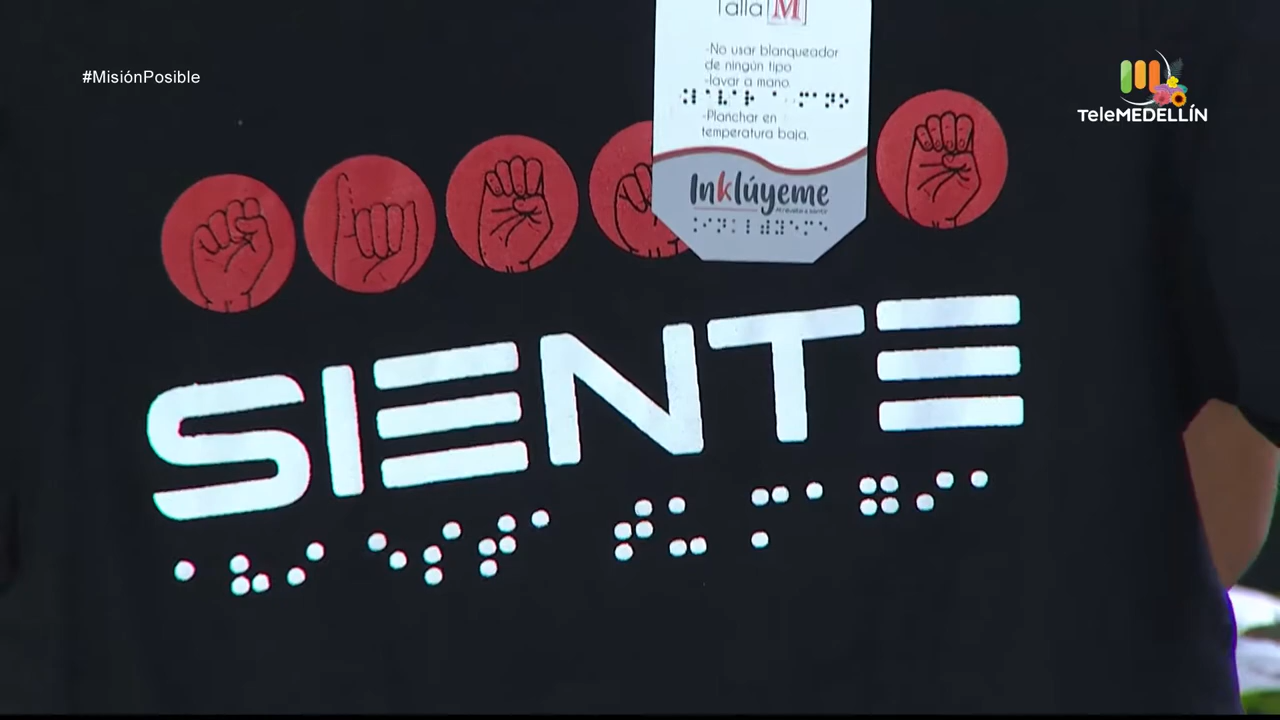 #MisiónPosible
TeleMEDELLÍN
Talla M
-No usar blanqueador
de ningún tipo
-lavar a mano
-Planchar en
temperatura baja.
Inklúyeme
SIENTE